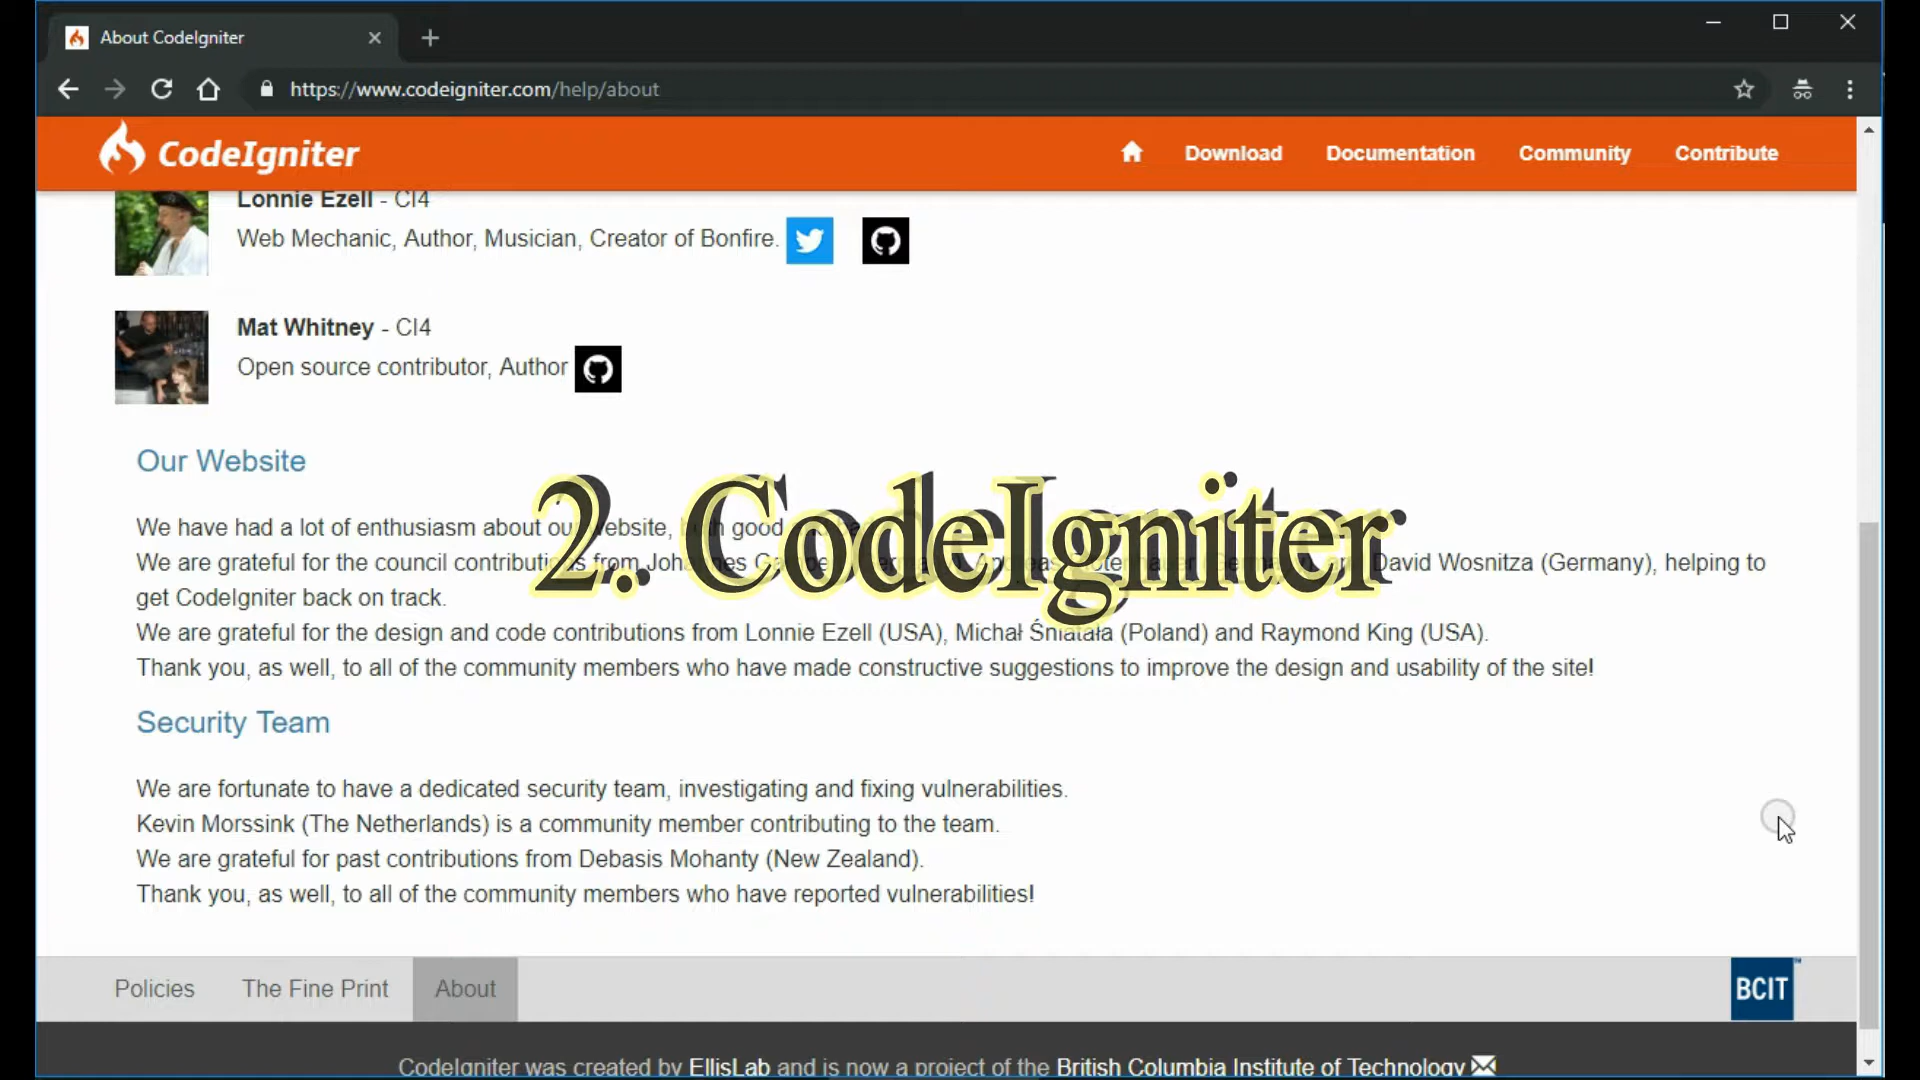 About CodeIgniter
https://www.codeigniter.com/help/about
CodeIgniter
Download Documentation Community Contribute
Lonnie Ezell - CI4
Web Mechanic, Author, Musician, Creator of Bonfire.
Mat Whitney - CI4
Open source contributor, Author
Our Website
2. CodeIgniter
We have had a lot of enthusiasm about our website, good
We are grateful for the council contributions from David Wosnitza (Germany), helping to
get CodeIgniter back on track.
We are grateful for the design and code contributions from Lonnie Ezell (USA), Michał Śniatała (Poland) and Raymond King (USA).
Thank you, as well, to all of the community members who have made constructive suggestions to improve the design and usability of the site!
Security Team
We are fortunate to have a dedicated security team, investigating and fixing vulnerabilities.
Kevin Morssink (The Netherlands) is a community member contributing to the team.
We are grateful for past contributions from Debasis Mohanty (New Zealand).
Thank you, as well, to all of the community members who have reported vulnerabilities!
Policies The Fine Print About
BCIT
CodeIgniter was created by EllisLab and is now a project of the British Columbia Institute of Technology